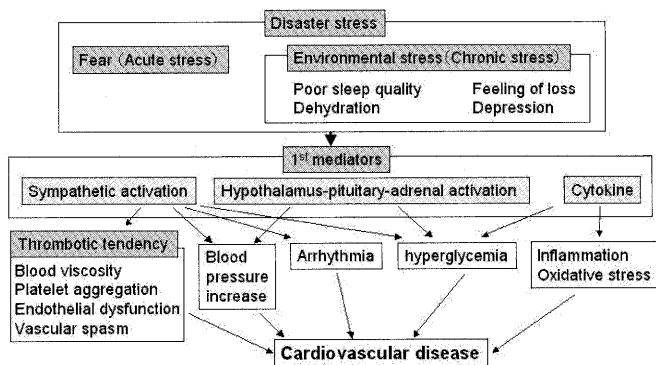 Disaster stress
Fear (Acute stress)
Environmental stress(Chronic stress)
Poor sleep quality
Feeling of loss
Dehydration
Depression
1st mediators
Sympathetic activation
Hypothalamus-pituitary-adrenal activation
Cytokine
Thrombotic tendency
Blood viscosity
Platelet aggregation
Endothelial dysfunction
Vascular spasm
Blood
pressure
increase
Arrhythmia
hyperglycemia
Inflammation
Oxidative stress
Cardiovascular disease